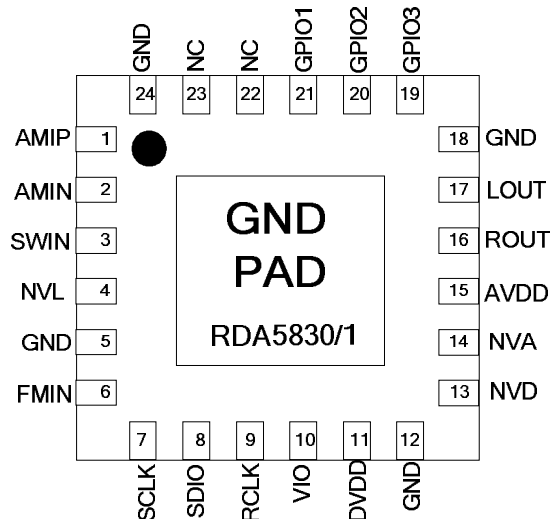 GND NC NC GPIO1 GPIO2 GPIO3
24 23 22 21 20 19
AMIP 1 18 GND
AMIN 2 17 LOUT
SWIN 3 16 ROUT
NVL 4 15 AVDD
GND 5 14 NVA
FMIN 6 13 NVD
GND
PAD
RDA5830/1
7 8 9 10 11 12
SCLK SDIO RCLK VIO DVDD GND